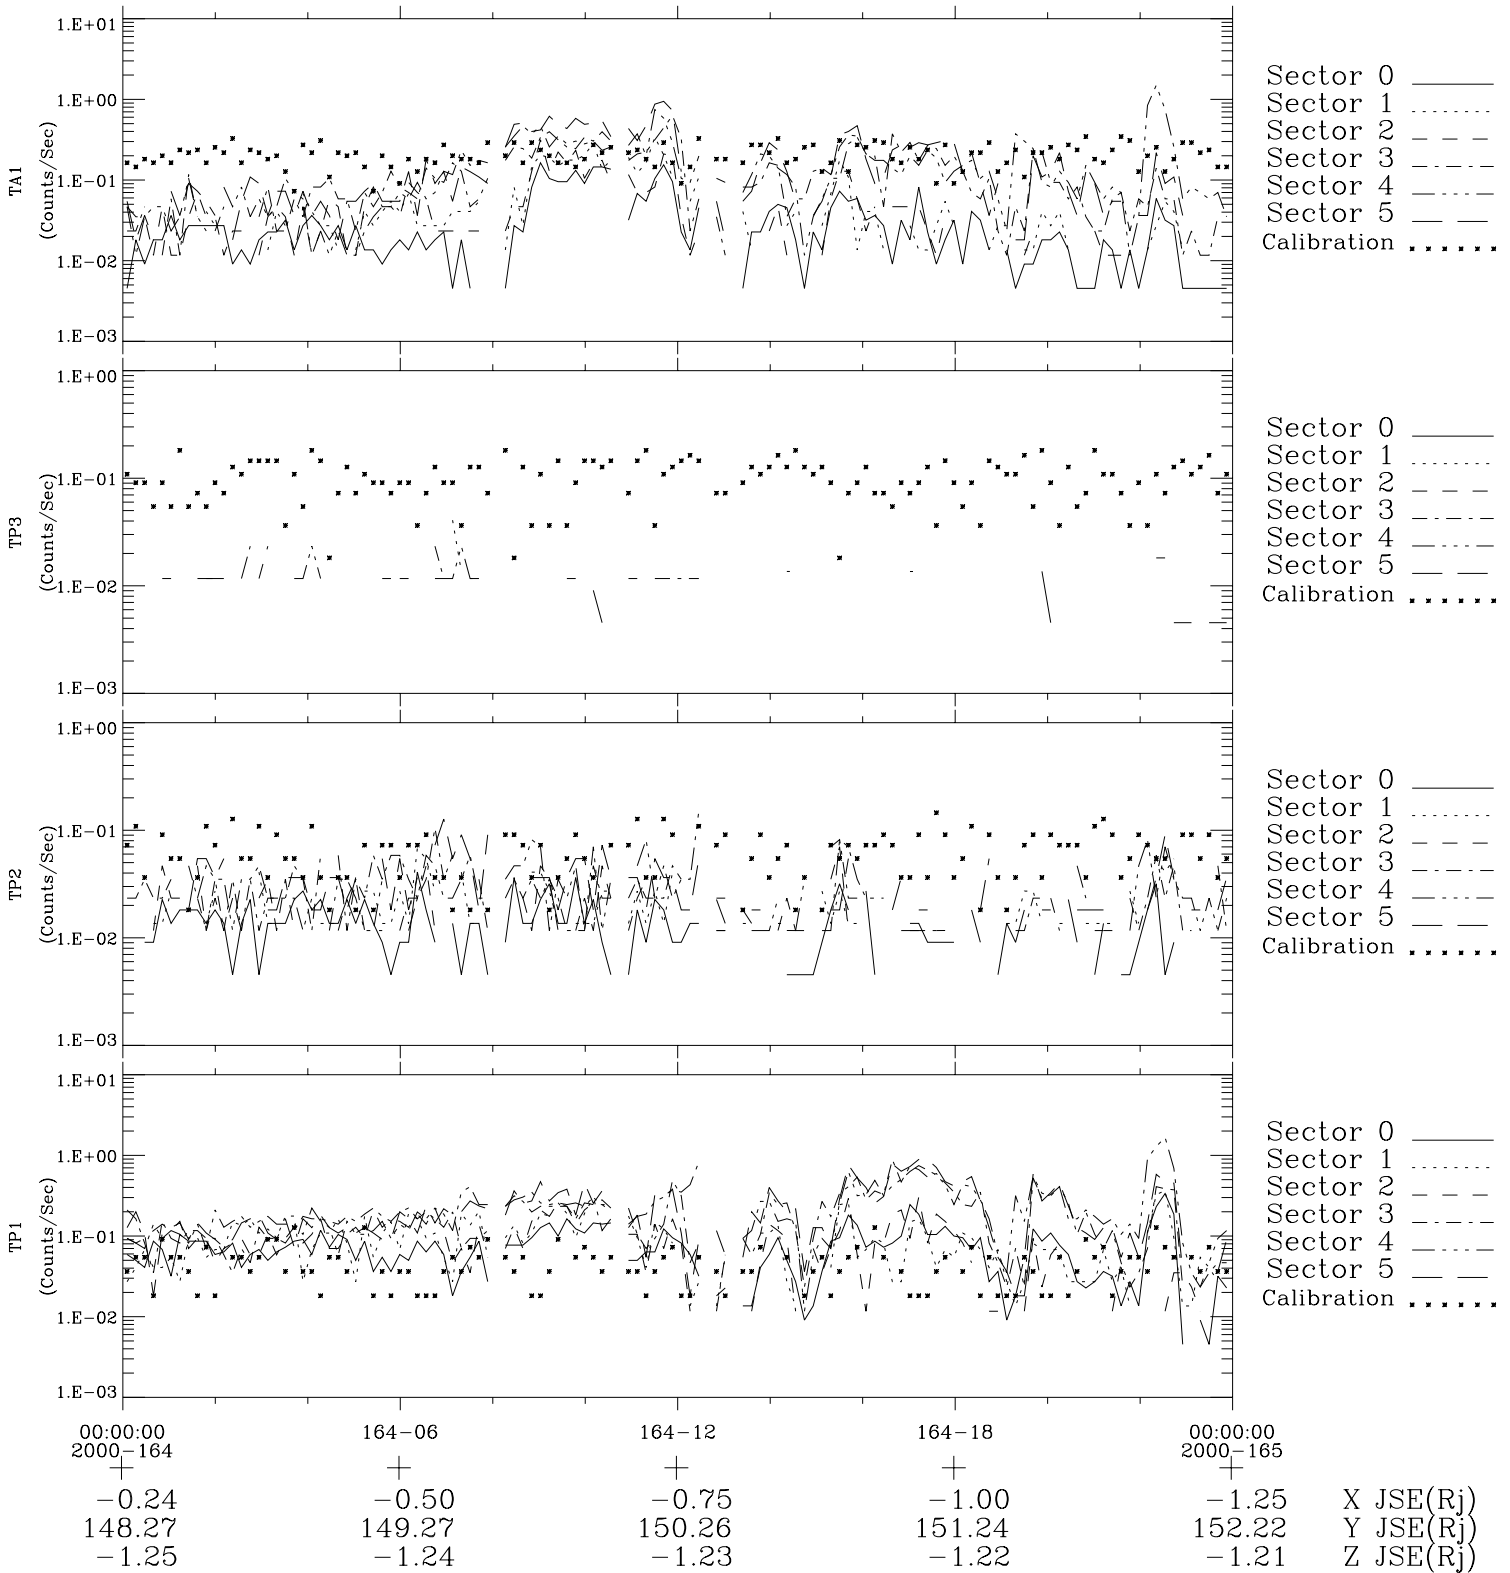 1.E+01
1.E+00
1.E-01
1.E-02
1.E-03
TA1
(Counts/Sec)
Sector 0
Sector 1
Sector 2
Sector 3
Sector 4
Sector 5
Calibration
1.E+00
1.E-01
1.E-02
1.E-03
TP3
(Counts/Sec)
Sector 0
Sector 1
Sector 2
Sector 3
Sector 4
Sector 5
Calibration
1.E+00
1.E-01
1.E-02
1.E-03
TP2
(Counts/Sec)
Sector 0
Sector 1
Sector 2
Sector 3
Sector 4
Sector 5
Calibration
1.E+01
1.E+00
1.E-01
1.E-02
1.E-03
TP1
(Counts/Sec)
Sector 0
Sector 1
Sector 2
Sector 3
Sector 4
Sector 5
Calibration
00:00:00 164-06 164-12 164-18 00:00:00
2000-164 2000-165
-0.24 -0.50 -0.75 -1.00 -1.25 X JSE(Rj)
148.27 149.27 150.26 151.24 152.22 Y JSE(Rj)
-1.25 -1.24 -1.23 -1.22 -1.21 Z JSE(Rj)